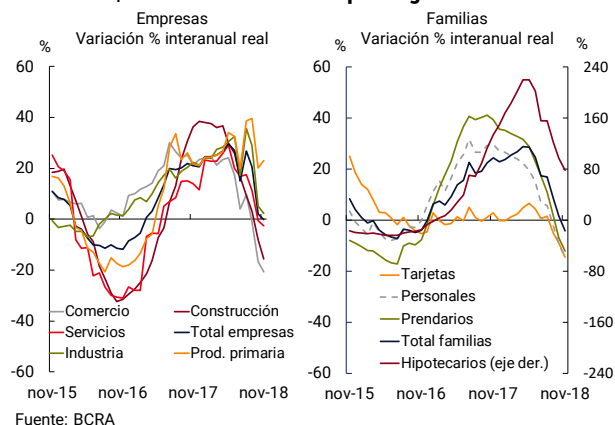 Empresas
Variación % interanual real
%
60
40
20
0
-20
-40
-60
Comercio
Construcción
Servicios
Total empresas
Industria
Prod. primaria
nov-15
nov-16
nov-17
nov-18
Familias
Variación % interanual real
%
%
60
40
20
0
-20
-40
-60
240
160
80
0
-80
-160
-240
Tarjetas
Personales
Prendarios
Total familias
Hipotecarios (eje der.)
nov-15
nov-16
nov-17
nov-18
Fuente: BCRA